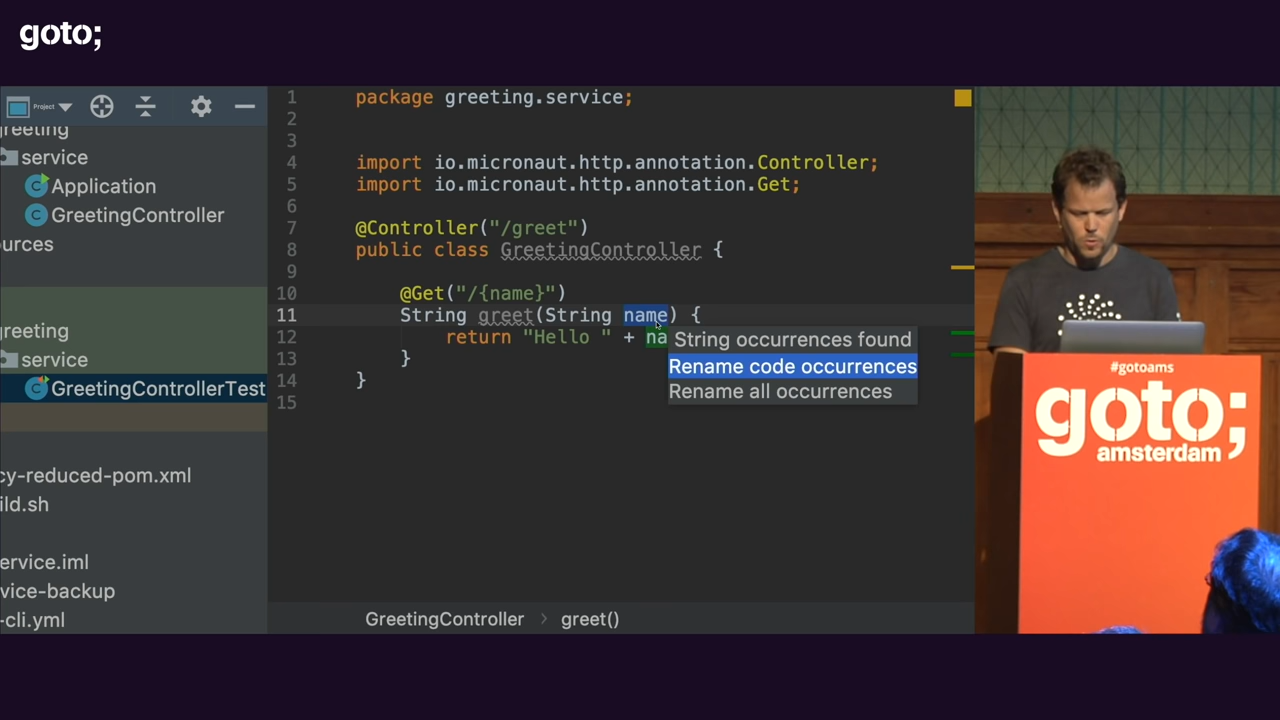 goto;
Project
greeting
service
Application
GreetingController
ources
greeting
service
GreetingControllerTest
cy-reduced-pom.xml
ild.sh
ervice.iml
vice-backup
-cli.yml
1 package greeting.service;
2
3
4 import io.micronaut.http.annotation.Controller;
5 import io.micronaut.http.annotation.Get;
6
7 @Controller("/greet")
8 public class GreetingController {
9
10 @Get("/{name}")
11 String greet(String name) {
12 return "Hello " + na
13 }
14 }
15
String occurrences found
Rename code occurrences
Rename all occurrences
GreetingController > greet()
#gotoams
goto;
amsterdam